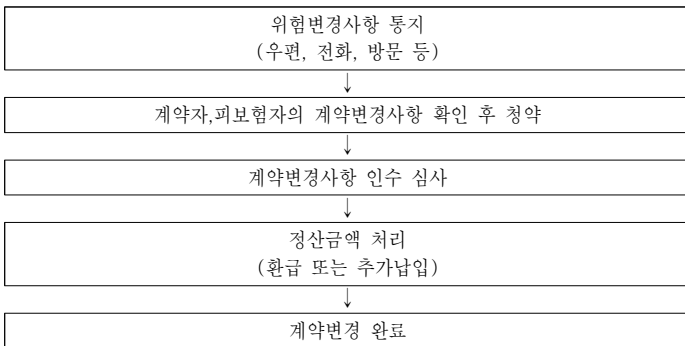 위험변경사항 통지
(우편, 전화, 방문 등)
계약자,피보험자의 계약변경사항 확인 후 청약
계약변경사항 인수 심사
정산금액 처리
(환급 또는 추가납입)
계약변경 완료